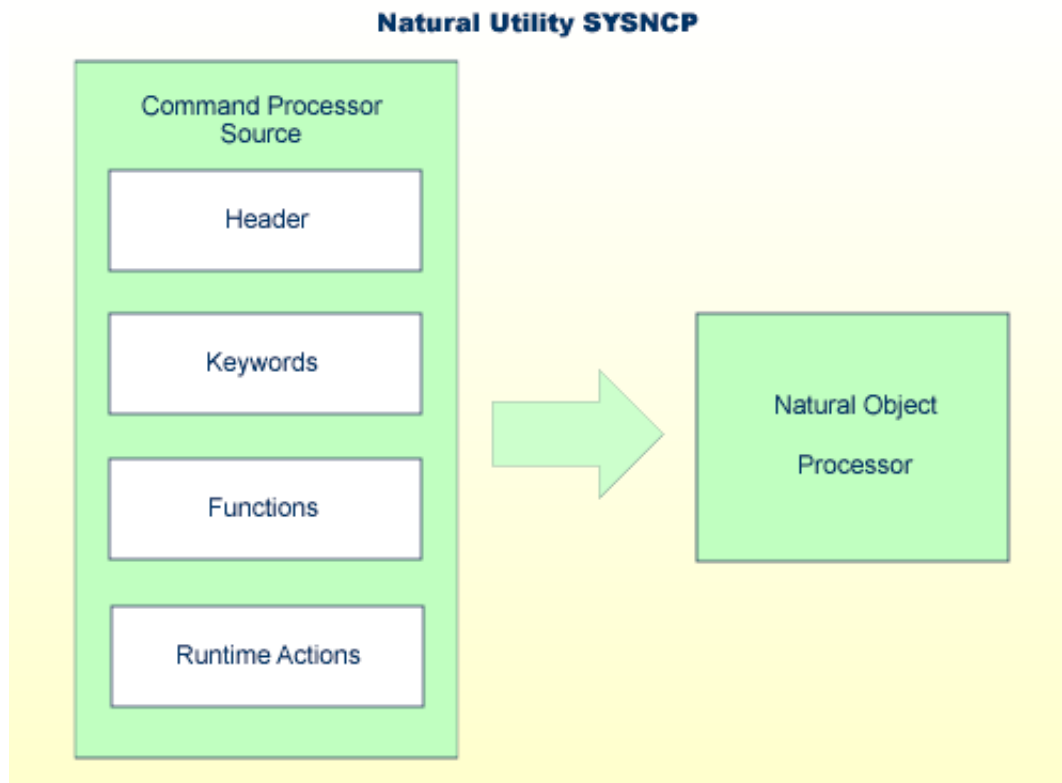 Natural Utility SYSNCP
Command Processor
Source
Header
Keywords
Functions
Runtime Actions
Natural Object
Processor